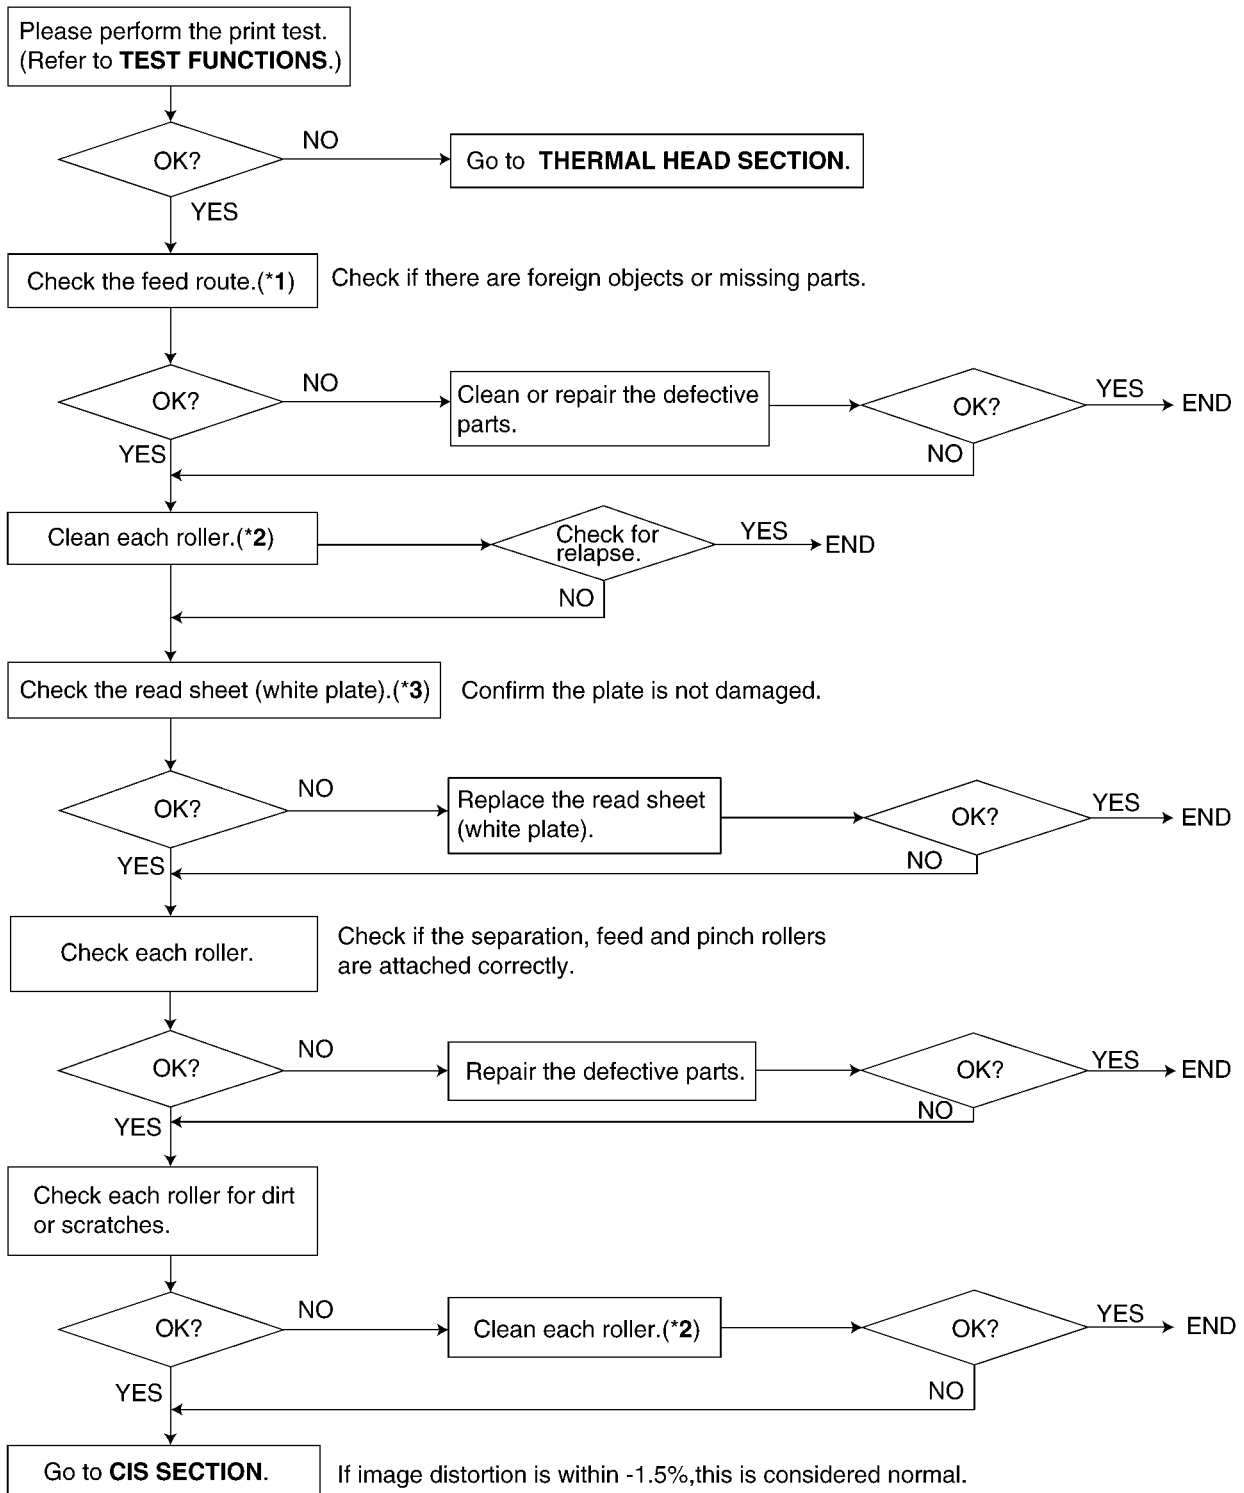 Please perform the print test.
(Refer to TEST FUNCTIONS.)
OK?
NO
Go to THERMAL HEAD SECTION.
YES
Check the feed route.(*1)
Check if there are foreign objects or missing parts.
OK?
NO
Clean or repair the defective
parts.
OK?
YES
END
YES
NO
Clean each roller.(*2)
Check for
relapse.
YES
END
NO
Check the read sheet (white plate).(*3)
Confirm the plate is not damaged.
OK?
NO
Replace the read sheet
(white plate).
OK?
YES
END
YES
NO
Check each roller.
Check if the separation, feed and pinch rollers
are attached correctly.
OK?
NO
Repair the defective parts.
OK?
YES
END
YES
NO
Check each roller for dirt
or scratches.
OK?
NO
Clean each roller.(*2)
OK?
YES
END
YES
NO
Go to CIS SECTION.
If image distortion is within -1.5%,this is considered normal.